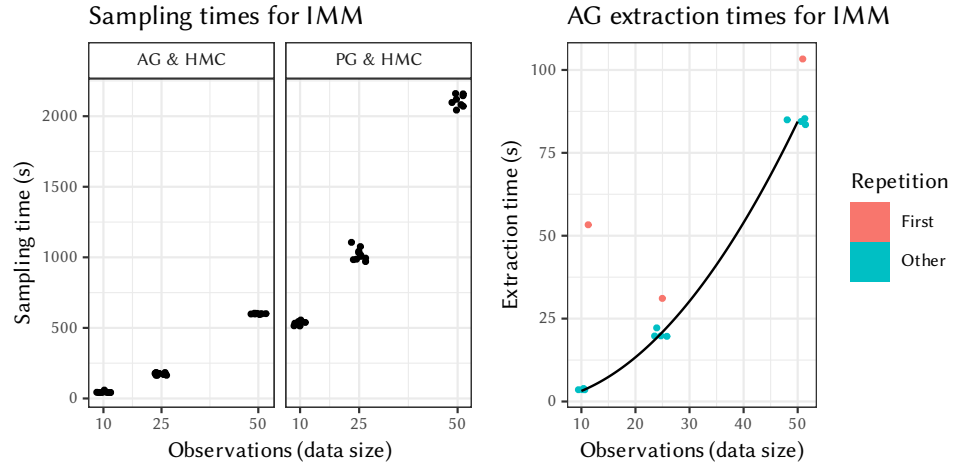 Sampling times for IMM
AG & HMC
PG & HMC
Sampling time (s)
2000
1500
1000
500
0
10
25
50
10
25
50
Observations (data size)
AG extraction times for IMM
Extraction time (s)
100
75
50
25
0
10
20
30
40
50
Observations (data size)
Repetition
First
Other